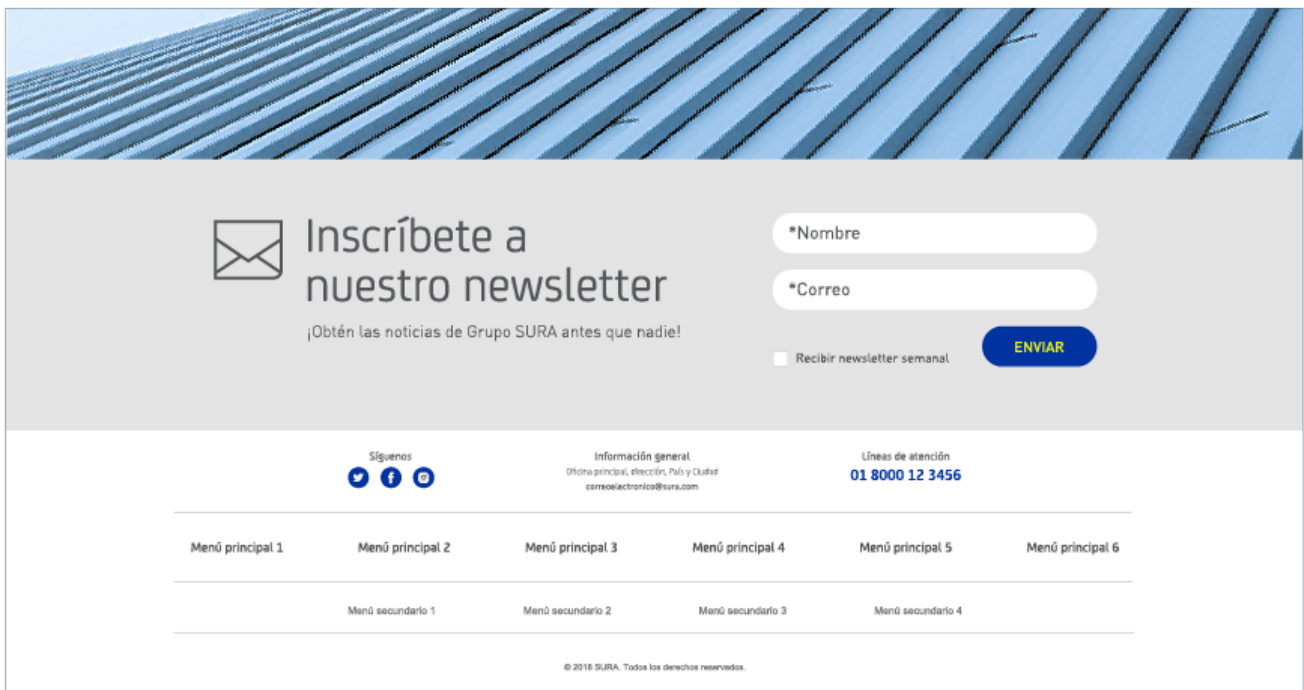 Inscríbete a
nuestro newsletter
¡Obtén las noticias de Grupo SURA antes que nadie!
*Nombre
*Correo
Recibir newsletter semanal
ENVIAR
Síguenos
Información general
Oficina principal, dirección, País y Ciudad
correoelectronico@sura.com
Líneas de atención
01 8000 12 3456
Menú principal 1 Menú principal 2 Menú principal 3 Menú principal 4 Menú principal 5 Menú principal 6
Menú secundario 1 Menú secundario 2 Menú secundario 3 Menú secundario 4
© 2018 SURA. Todos los derechos reservados.